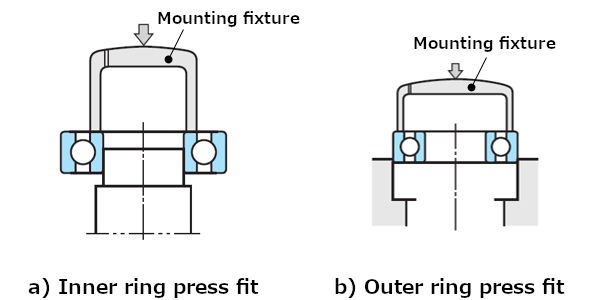 Mounting fixture
Mounting fixture
a) Inner ring press fit
b) Outer ring press fit